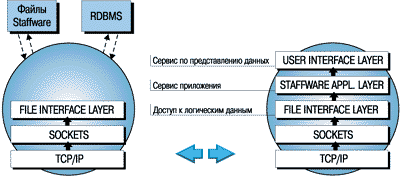 Файлы
Staffware
RDBMS
FILE INTERFACE LAYER
SOCKETS
TCP/IP
Сервис по представлению данных
Сервис приложения
Доступ к логическим данным
USER INTERFACE LAYER
STAFFWARE APPL. LAYER
FILE INTERFACE LAYER
SOCKETS
TCP/IP